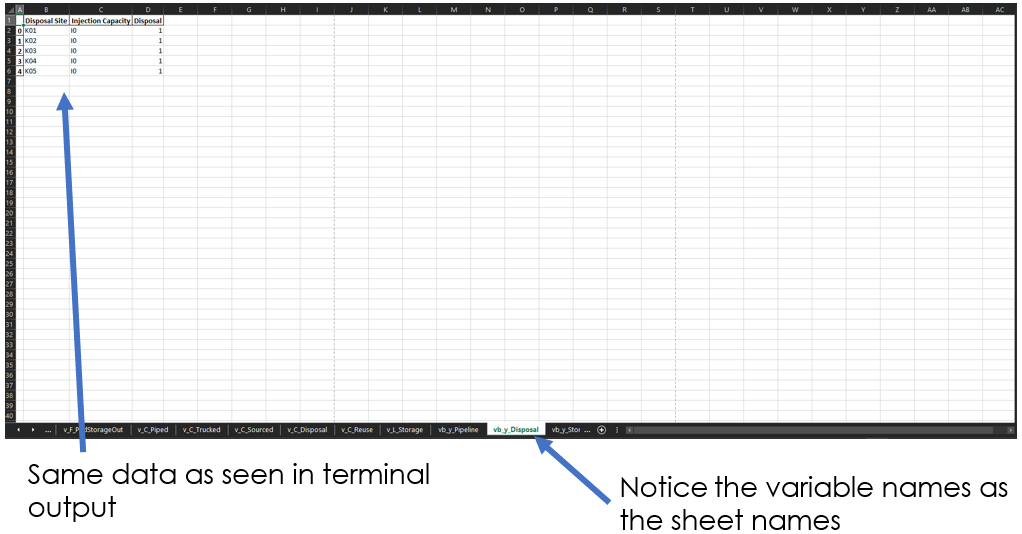 A B C D E F G H I J K L M N O P Q R S T U V W X Y Z AA AB AC
1 Disposal Site Injection Capacity Disposal
2 0 K01 I0 1
3 1 K02 I0 1
4 2 K03 I0 1
5 3 K04 I0 1
6 4 K05 I0 1
7
8
9
10
11
12
13
14
15
16
17
18
19
20
21
22
23
24
25
26
27
28
29
30
31
32
33
34
35
36
37
38
39
40
... v_C_Piped v_C_Trucked v_C_Sourced v_C_Disposal v_C_Reuse v_L_Storage vb_y_Pipeline vb_y_Disposal vb_y_Stor ...
Same data as seen in terminal
output
Notice the variable names as
the sheet names